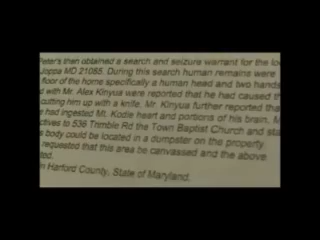 Peter's then obtained a search and seizure warrant for the lo
Joppa MD 21085. During this search human remains were
floor of the home specifically a human head and two hands
d with Mr. Alex Kinyua were reported that he had caused th
cutting him up with a knife. Mr. Kinyua further reported tha
e had ingested Mr. Kodie heart and portions of his brain, M
ctives to 536 Trimble Rd the Town Baptist Church and sta
s body could be located in a dumpster on the property
requested that this area be canvassed and the above
ted.
n Harford County, State of Maryland.